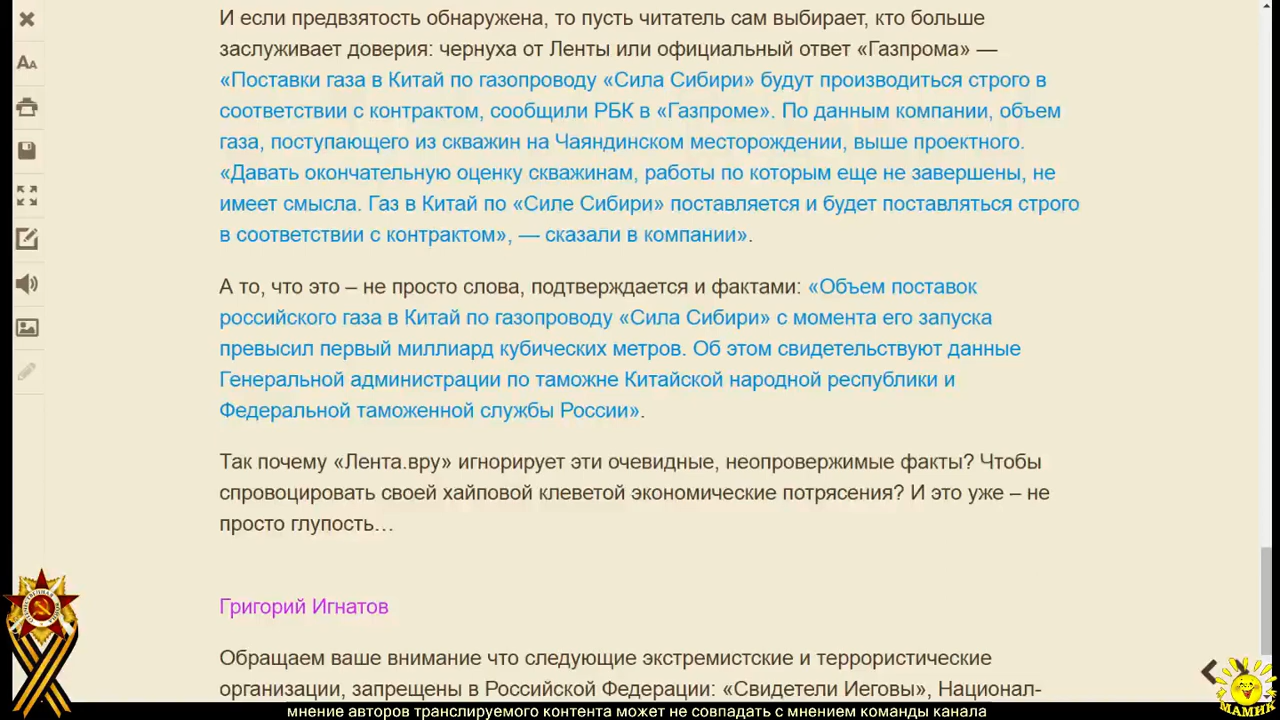 И если предвзятость обнаружена, то пусть читатель сам выбирает, кто больше
заслуживает доверия: чернуха от Ленты или официальный ответ «Газпрома» —
«Поставки газа в Китай по газопроводу «Сила Сибири» будут производиться строго в
соответствии с контрактом, сообщили РБК в «Газпроме». По данным компании, объем
газа, поступающего из скважин на Чаяндинском месторождении, выше проектного.
«Давать окончательную оценку скважинам, работы по которым еще не завершены, не
имеет смысла. Газ в Китай по «Силе Сибири» поставляется и будет поставляться строго
в соответствии с контрактом», — сказали в компании».
А то, что это – не просто слова, подтверждается и фактами: «Объем поставок
российского газа в Китай по газопроводу «Сила Сибири» с момента его запуска
превысил первый миллиард кубических метров. Об этом свидетельствуют данные
Генеральной администрации по таможне Китайской народной республики и
Федеральной таможенной службы России».
Так почему «Лента.вру» игнорирует эти очевидные, неопровержимые факты? Чтобы
спровоцировать своей хайповой клеветой экономические потрясения? И это уже – не
просто глупость…
Григорий Игнатов
Обращаем ваше внимание что следующие экстремистские и террористические
организации, запрещены в Российской Федерации: «Свидетели Иеговы», Национал-
мнение авторов транслируемого контента может не совпадать с мнением команды канала
МАМИК